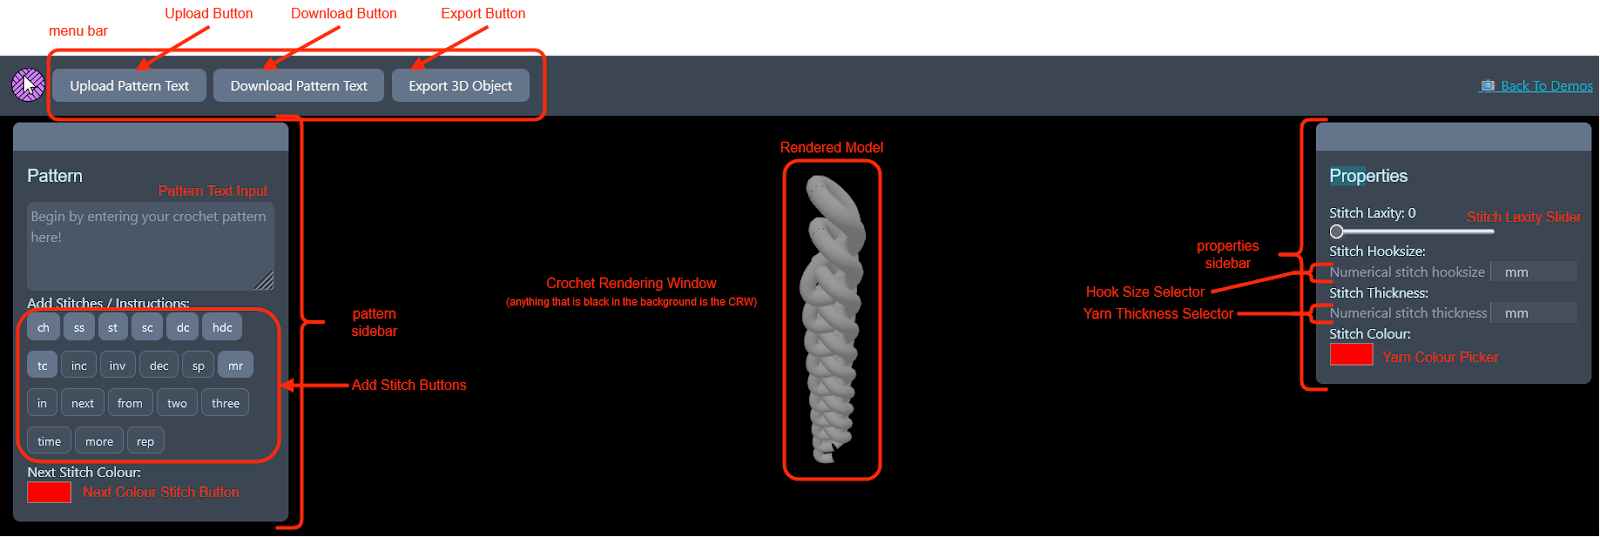 Upload Button
Download Button
Export Button
menu bar
Upload Pattern Text
Download Pattern Text
Export 3D Object
Back To Demos
Pattern
Pattern Text Input
Begin by entering your crochet pattern
here!
Add Stitches / Instructions:
ch ss st sc dc hdc
tc inc inv dec sp mr
in next from two three
time more rep
Add Stitch Buttons
Next Stitch Colour:
Next Colour Stitch Button
pattern
sidebar
Rendered Model
Crochet Rendering Window
(anything that is black in the background is the CRW)
properties
sidebar
Hook Size Selector
Yarn Thickness Selector
Properties
Stitch Laxity: 0
Stitch Laxity Slider
Stitch Hooksize:
Numerical stitch hooksize mm
Stitch Thickness:
Numerical stitch thickness mm
Stitch Colour:
Yarn Colour Picker